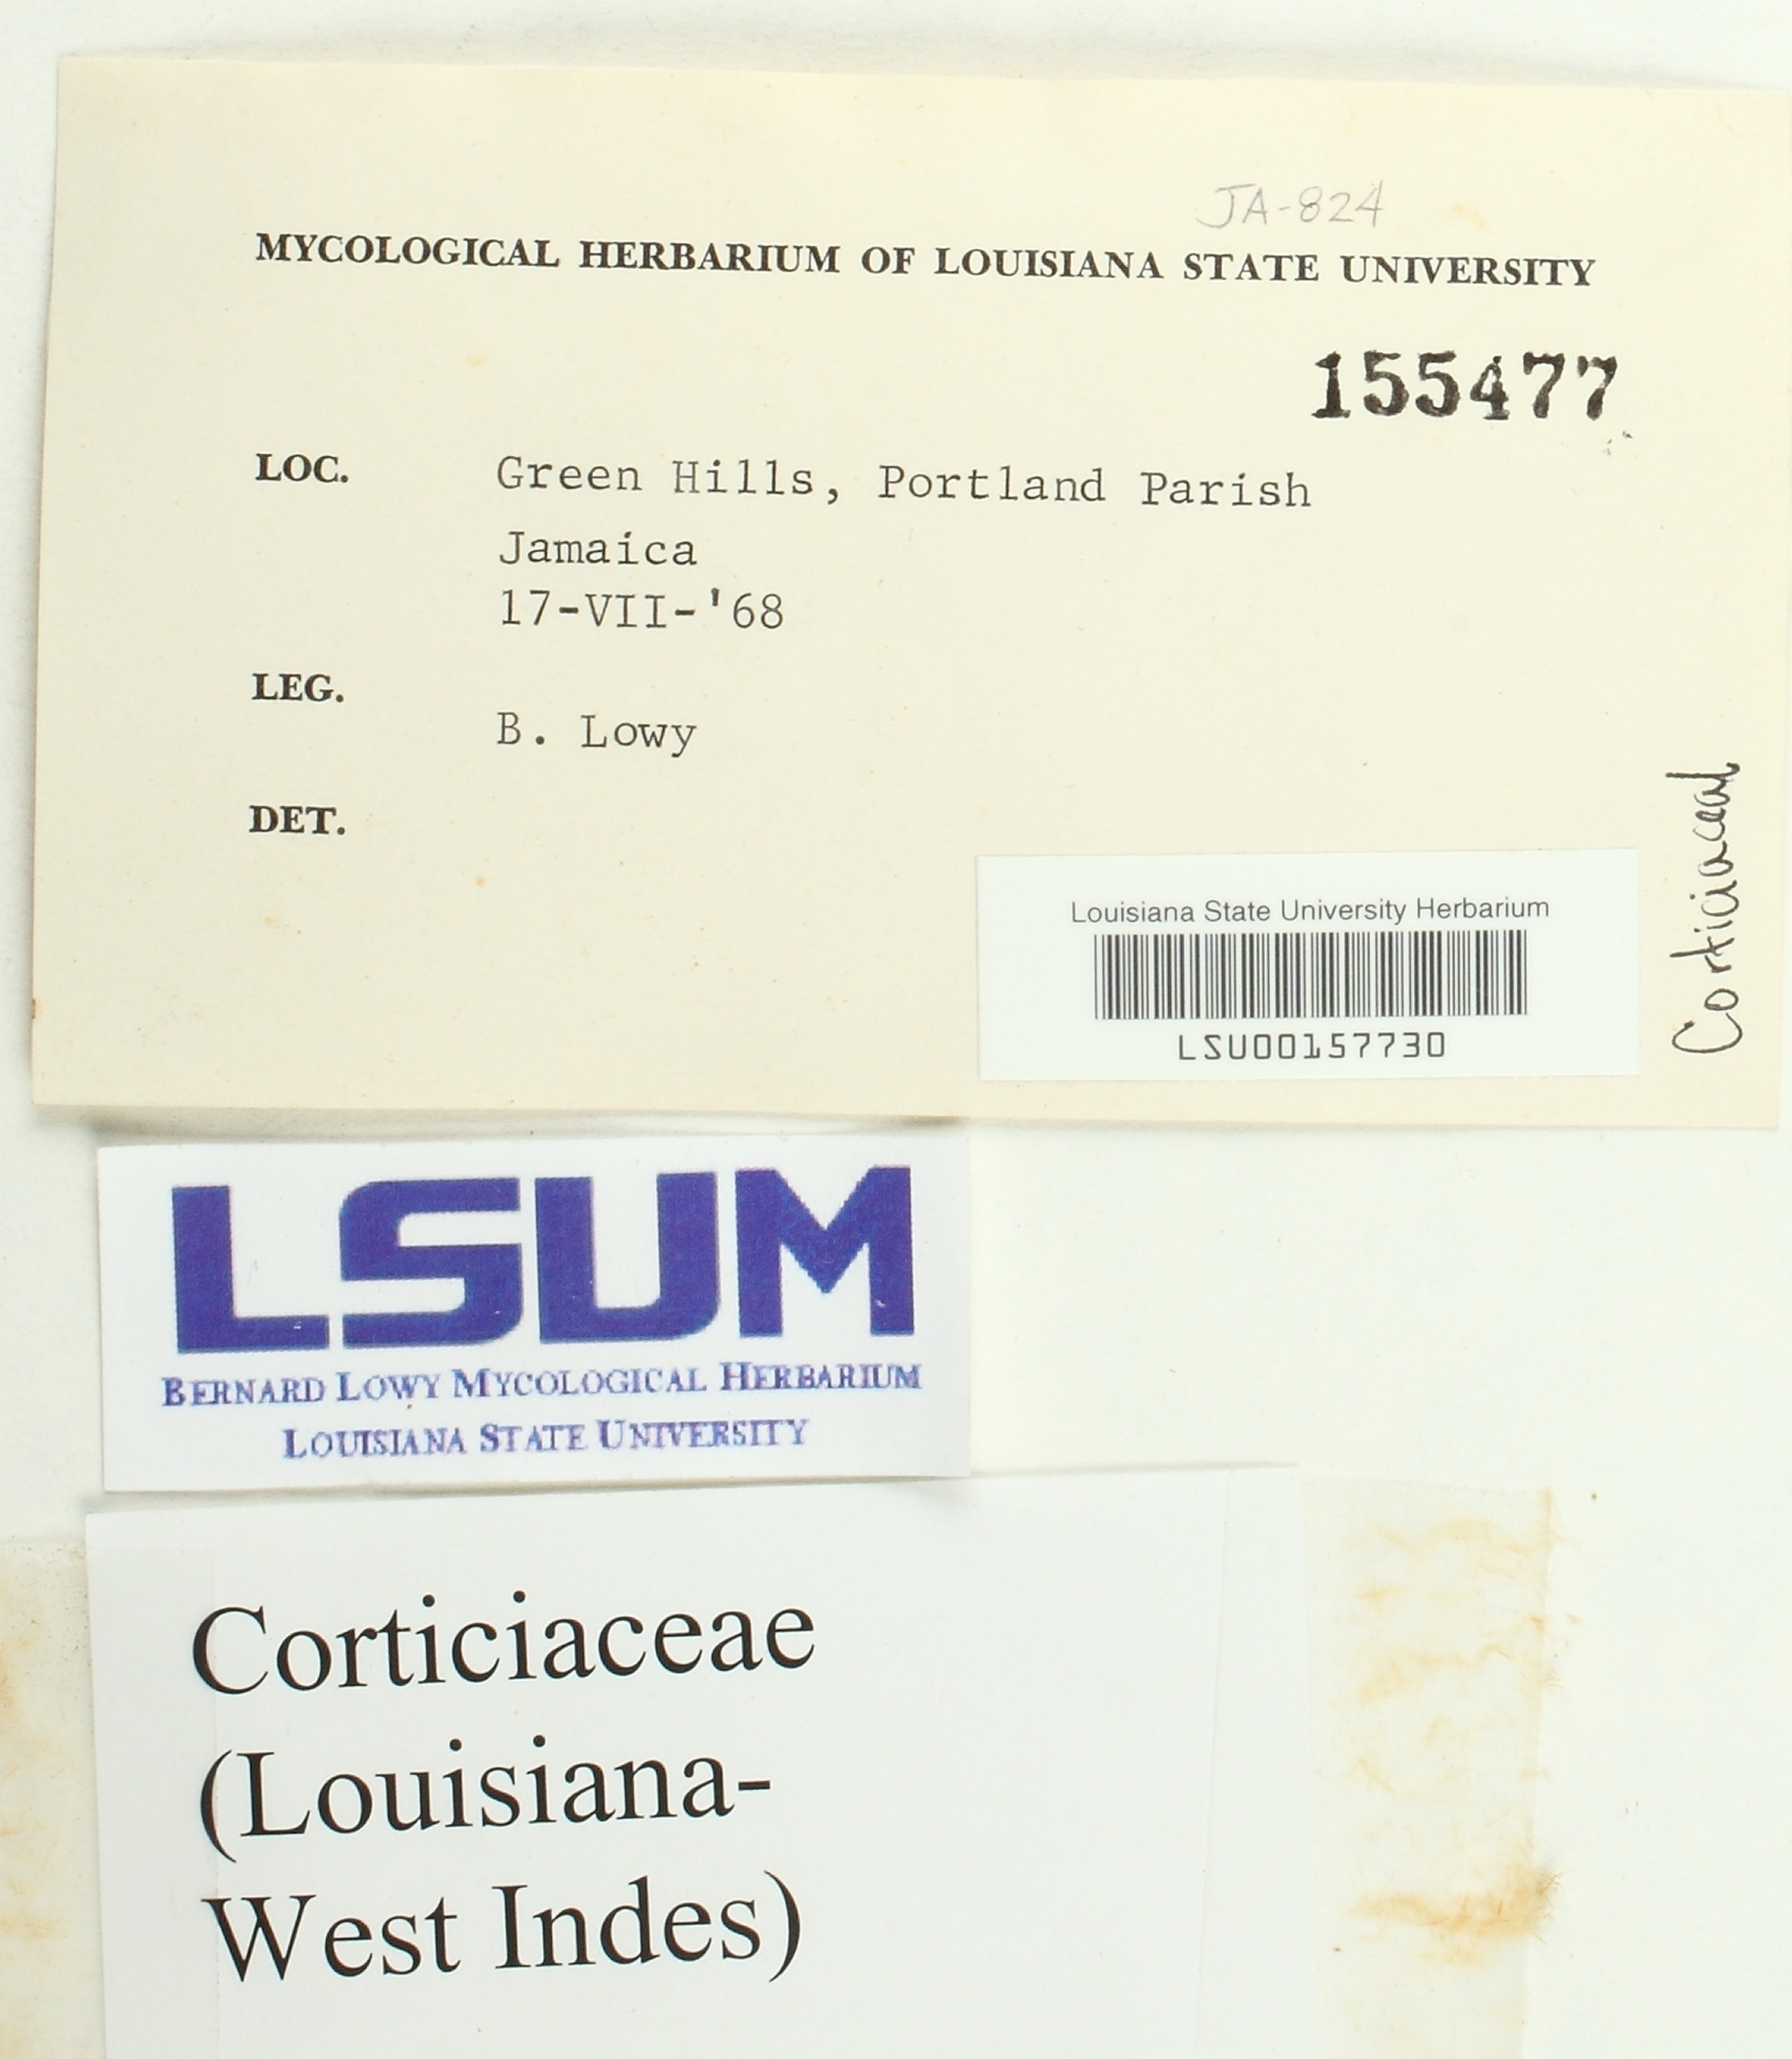 JA-824
MYCOLOGICAL HERBARIUM OF LOUISIANA STATE UNIVERSITY
155477
LOC. Green Hills, Portland Parish
Jamaica
17-VII-'68
LEG.
B. Lowy
DET.
Louisiana State University Herbarium
LSU00157730
Corticiaceae
LSUM
BERNARD LOWY MYCOLOGICAL HERBARIUM
LOUISIANA STATE UNIVERSITY
Corticiaceae
(Louisiana-
West Indes)